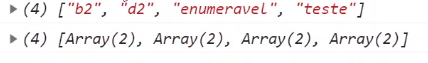 ▶ (4) ["b2", "d2", "enumeravel", "teste"]
▶ (4) [Array(2), Array(2), Array(2), Array(2)]